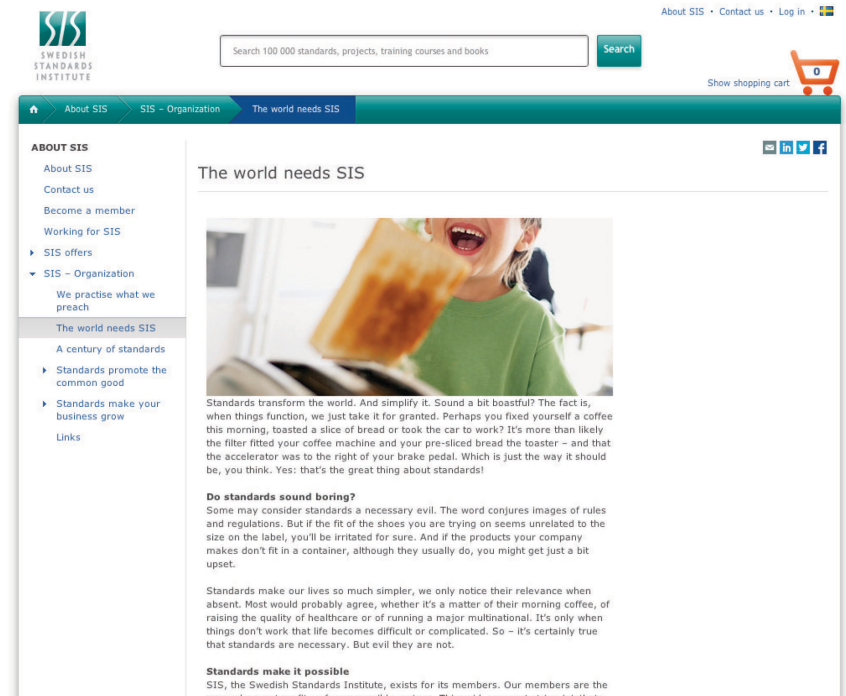 About SIS • Contact us • Log in •
SIS
SWEDISH
STANDARDS
INSTITUTE
Search 100 000 standards, projects, training courses and books
Search
Show shopping cart
0
About SIS
SIS – Organization
The world needs SIS
ABOUT SIS
About SIS
Contact us
Become a member
Working for SIS
SIS offers
SIS – Organization
We practise what we
preach
The world needs SIS
A century of standards
Standards promote the
common good
Standards make your
business grow
Links
The world needs SIS
Standards transform the world. And simplify it. Sound a bit boastful? The fact is,
when things function, we just take it for granted. Perhaps you fixed yourself a coffee
this morning, toasted a slice of bread or took the car to work? It's more than likely
the filter fitted your coffee machine and your pre-sliced bread the toaster – and that
the accelerator was to the right of your brake pedal. Which is just the way it should
be, you think. Yes: that's the great thing about standards!
Do standards sound boring?
Some may consider standards a necessary evil. The word conjures images of rules
and regulations. But if the fit of the shoes you are trying on seems unrelated to the
size on the label, you'll be irritated for sure. And if the products your company
makes don't fit in a container, although they usually do, you might get just a bit
upset.
Standards make our lives so much simpler, we only notice their relevance when
absent. Most would probably agree, whether it's a matter of their morning coffee, of
raising the quality of healthcare or of running a major multinational. It's only when
things don't work that life becomes difficult or complicated. So – it's certainly true
that standards are necessary. But evil they are not.
Standards make it possible
SIS, the Swedish Standards Institute, exists for its members. Our members are the